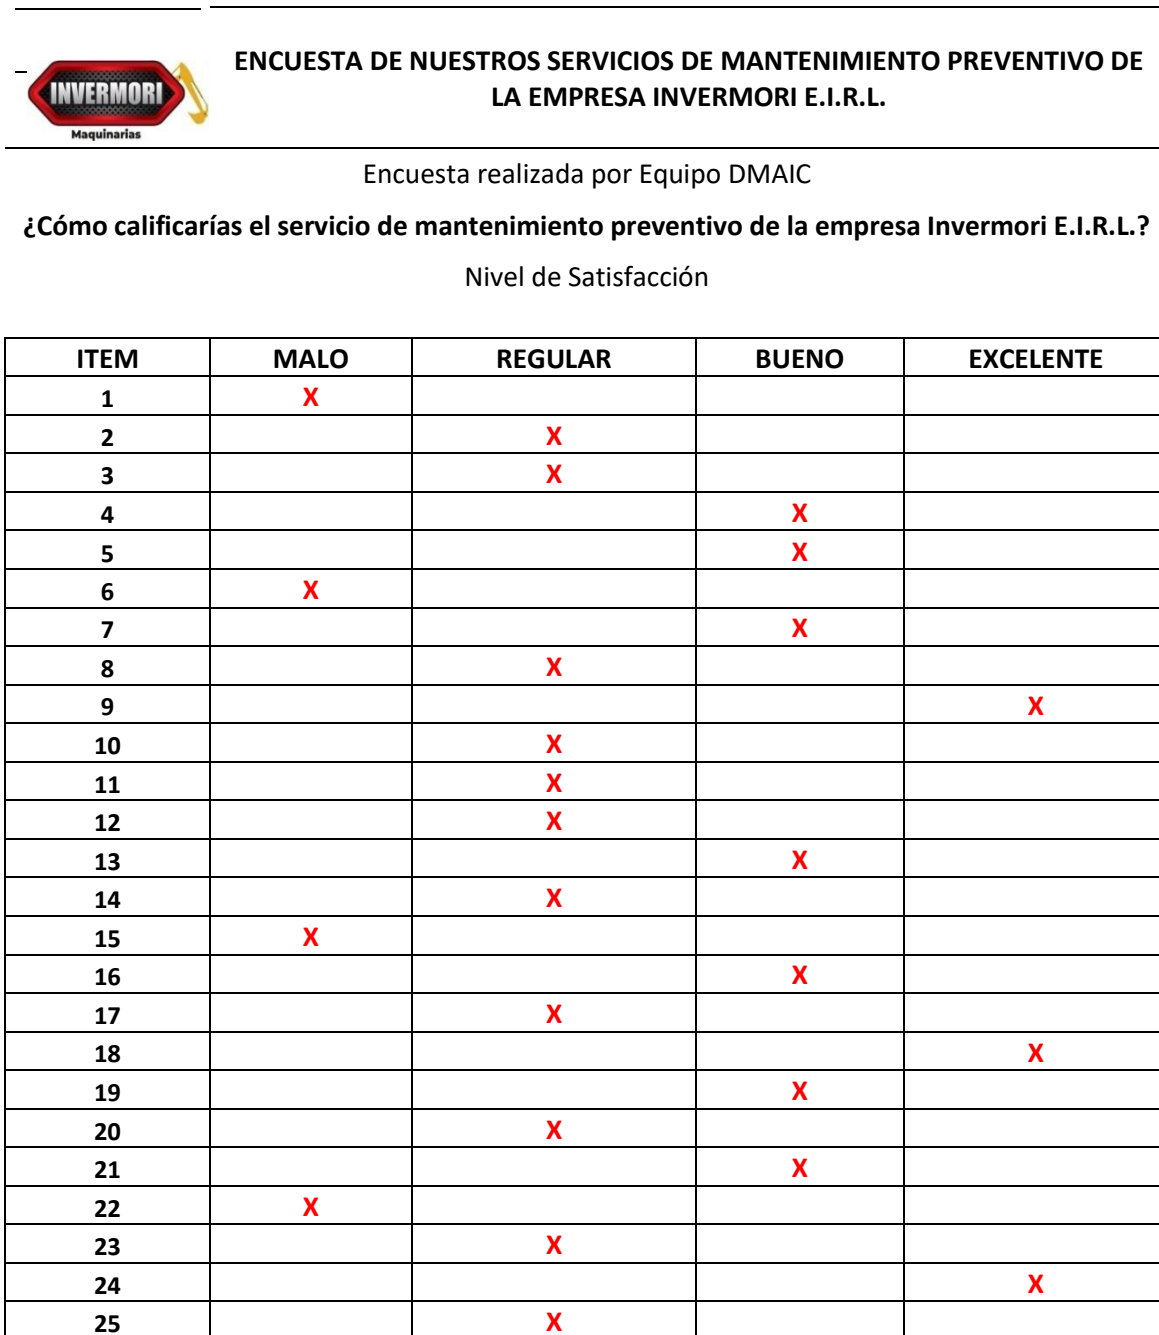 INVERMORI
Maquinarias
ENCUESTA DE NUESTROS SERVICIOS DE MANTENIMIENTO PREVENTIVO DE
LA EMPRESA INVERMORI E.I.R.L.
Encuesta realizada por Equipo DMAIC
¿Cómo calificarías el servicio de mantenimiento preventivo de la empresa Invermori E.I.R.L.?
Nivel de Satisfacción
ITEM MALO REGULAR BUENO EXCELENTE
1 X
2 X
3 X
4 X
5 X
6 X
7 X
8 X
9 X
10 X
11 X
12 X
13 X
14 X
15 X
16 X
17 X
18 X
19 X
20 X
21 X
22 X
23 X
24 X
25 X